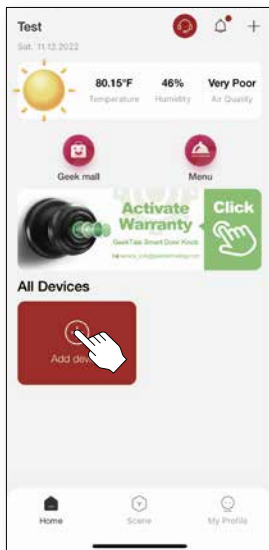 Test
Sat. 11.12.2022
80.15°F 46% Very Poor
Temperature Humidity Air Quality
Geek mall Menu
Activate
Warranty
Click
GeekTale Smart Door Knob
All Devices
Add
Home Scene My Profile